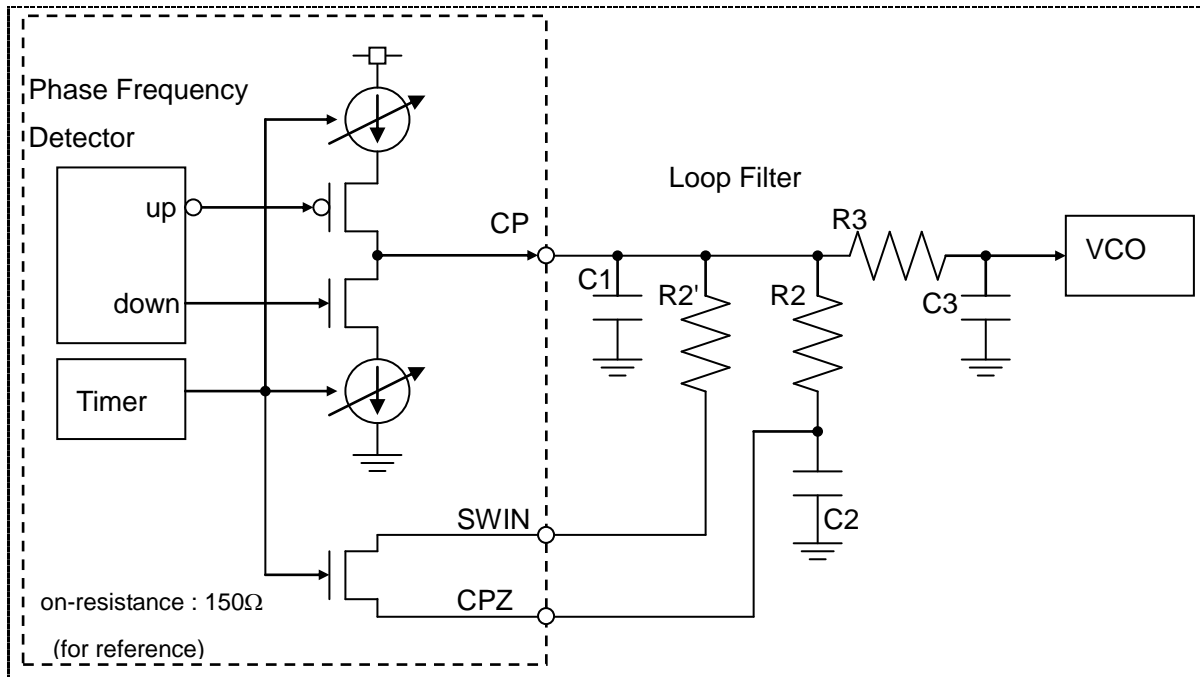 Phase Frequency
Detector
up
down
Timer
CP
Loop Filter
C1
R2'
R2
R3
C3
VCO
C2
SWIN
CPZ
on-resistance : 150Ω
(for reference)